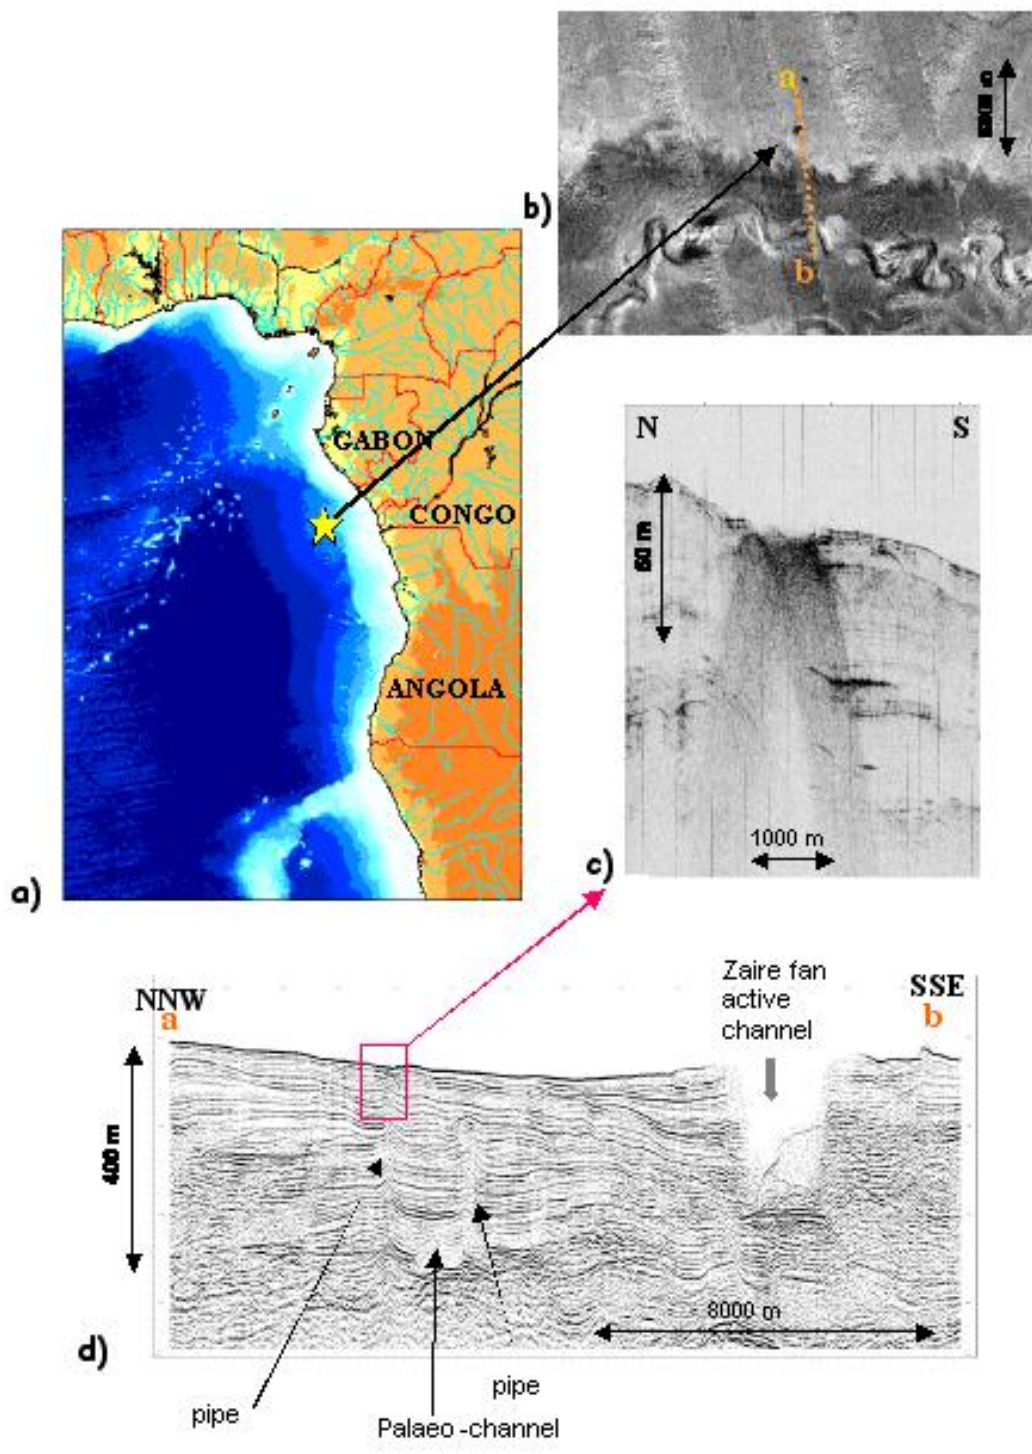 a
b
b)
N
S
GABON
CONGO
60 m
ANGOLA
1000 m
c)
a)
Zaire fan
active
channel
NNW
SSE
a
b
400 m
8000 m
d)
pipe
pipe
Palaeo -channel